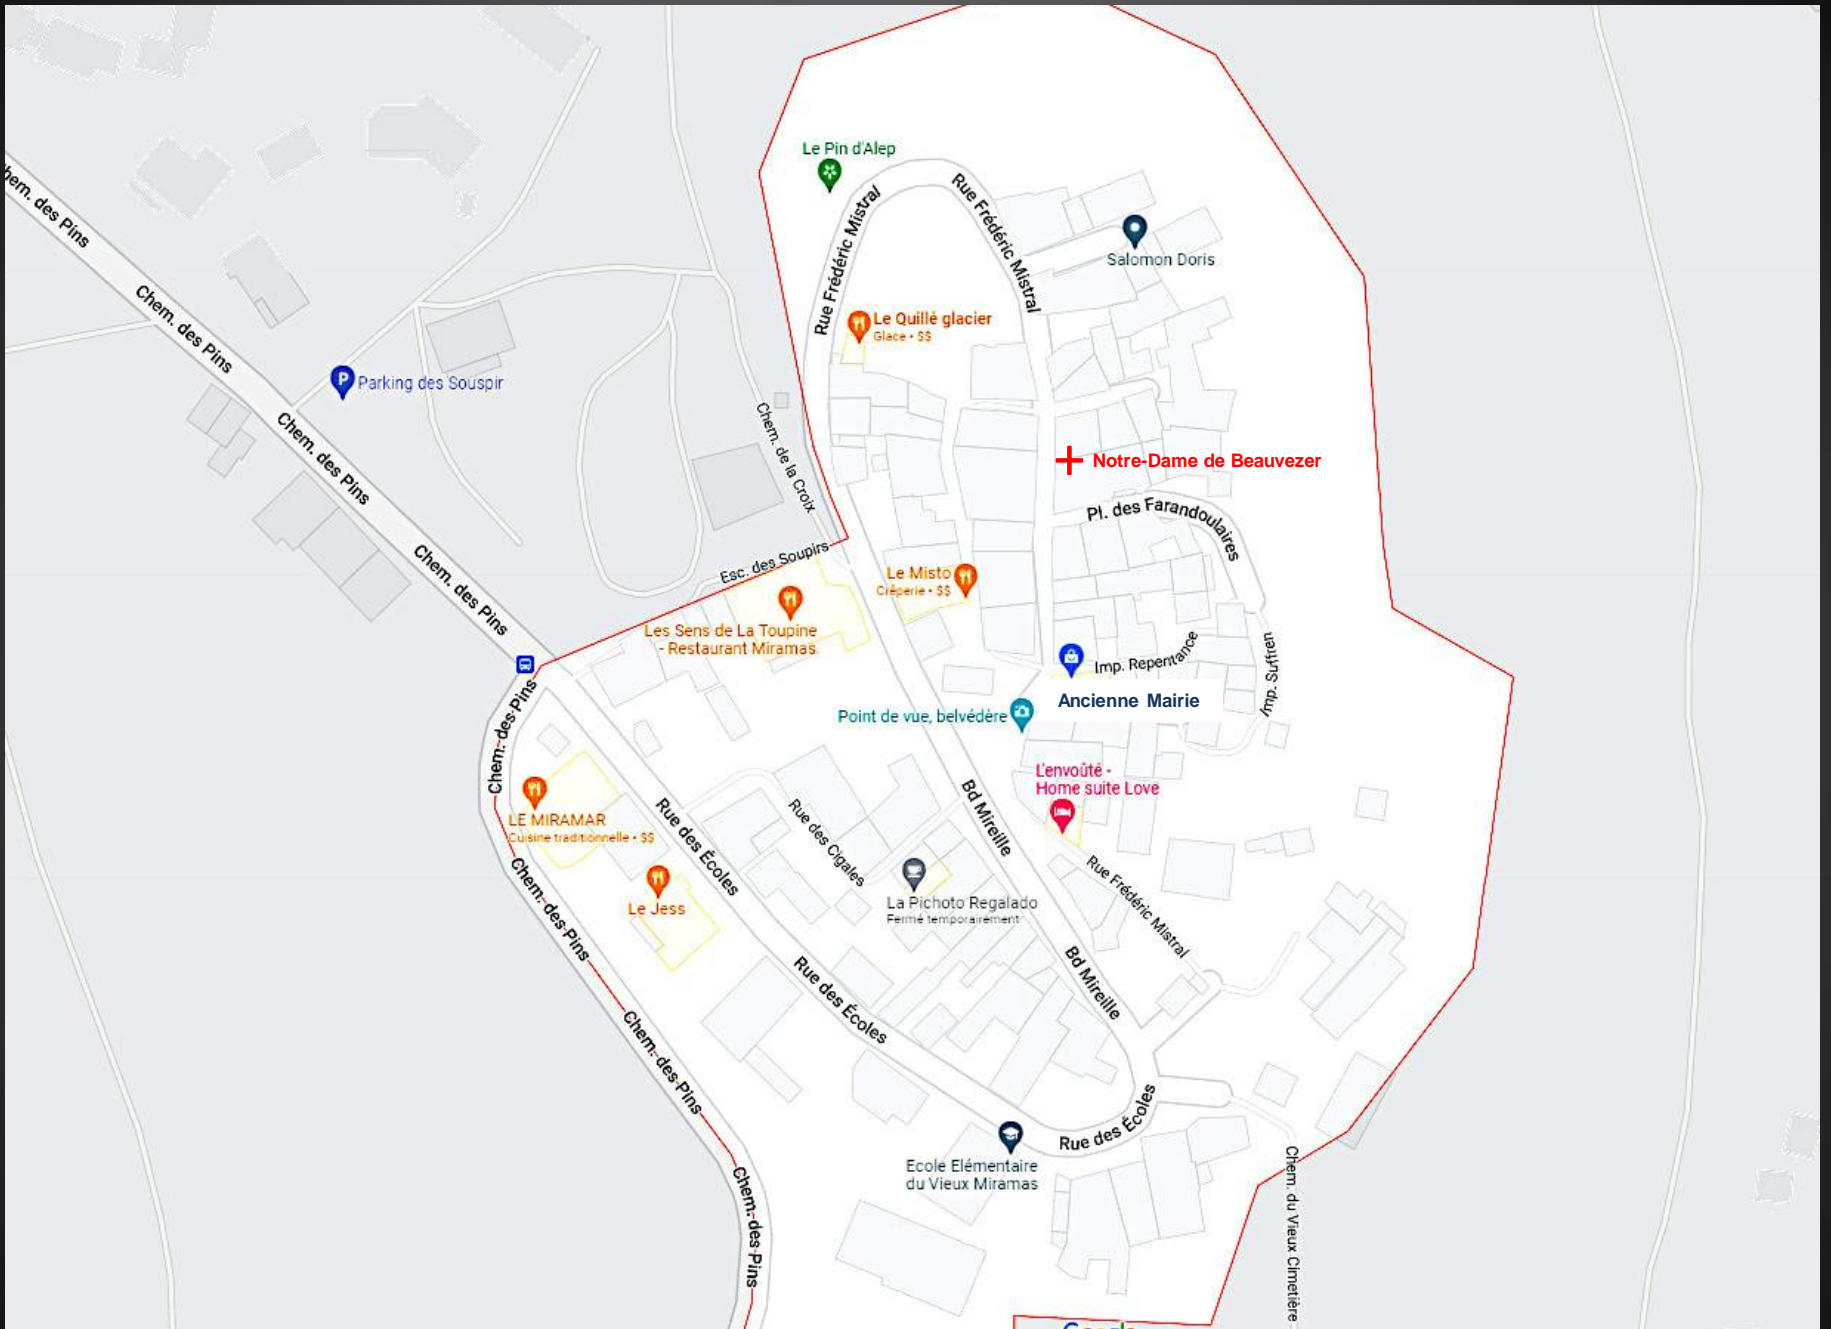 Le Pin d'Alep
Rue Frédéric Mistral
Rue Frédéric Mistral
Chem. des Pins
Salomon Doris
Chem. des Pins
Le Quillé glacier
Glace • $$
P Parking des Souspir
Chem. des Pins
Chem. de la Croix
Notre-Dame de Beauvezer
Pl. des Farandoulaires
Chem. des Pins
Esc. des Soupirs
Le Misto
Crêperie • $$
Les Sens de La Toupine
- Restaurant Miramas
Imp. Repentance
Imp. Suffren
Chem. des Pins
Ancienne Mairie
Point de vue, belvédère
L'envoûté -
Home suite Love
LE MIRAMAR
Cuisine traditionnelle • $$
Rue des Écoles
Rue des Cigales
Bd Mireille
Chem. des Pins
Le Jess
La Pichoto Regalado
Fermé temporairement
Rue Frédéric Mistral
Rue des Écoles
Bd Mireille
Chem. des Pins
Rue des Écoles
Ecole Elémentaire
du Vieux Miramas
Chem. des Pins
Chem. du Vieux Cimetière